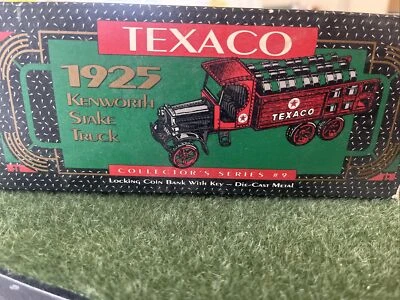 TEXACO
1925
KENWORTH
STAKE
TRUCK
TEXACO
COLLECTOR'S SERIES #9
LOCKING COIN BANK WITH KEY – DIE-CAST METAL